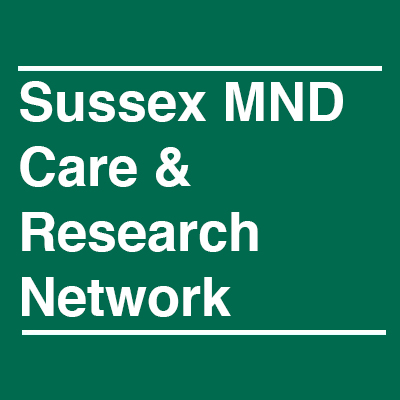 Sussex MND
Care &
Research
Network